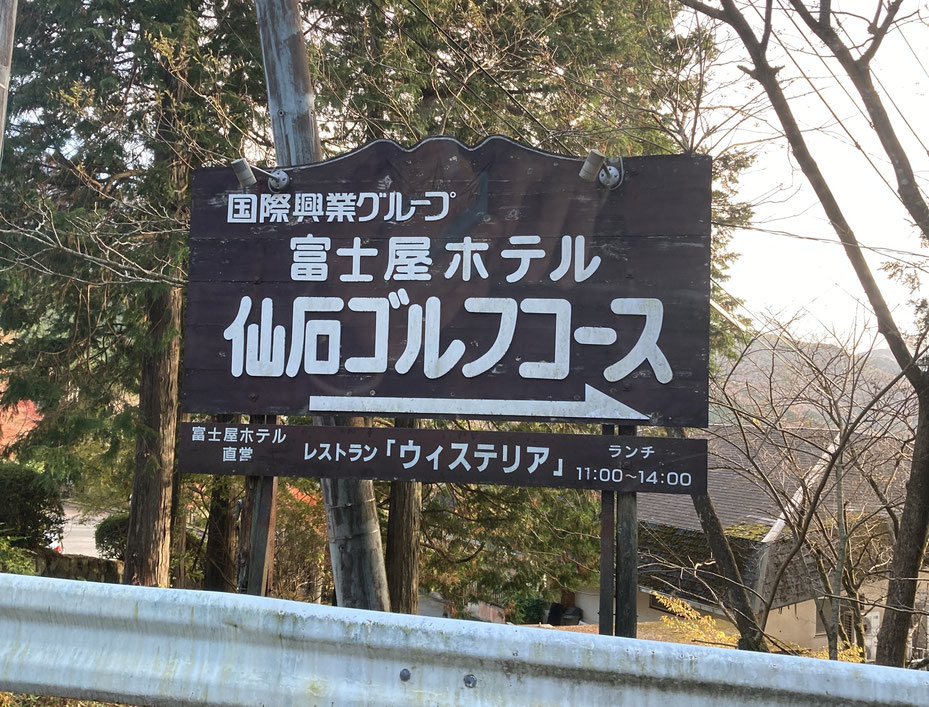 国際興業グループ
富士屋ホテル
仙石ゴルフコース
富士屋ホテル
直営
レストラン「ウィステリア」
ランチ
11:00〜14:00